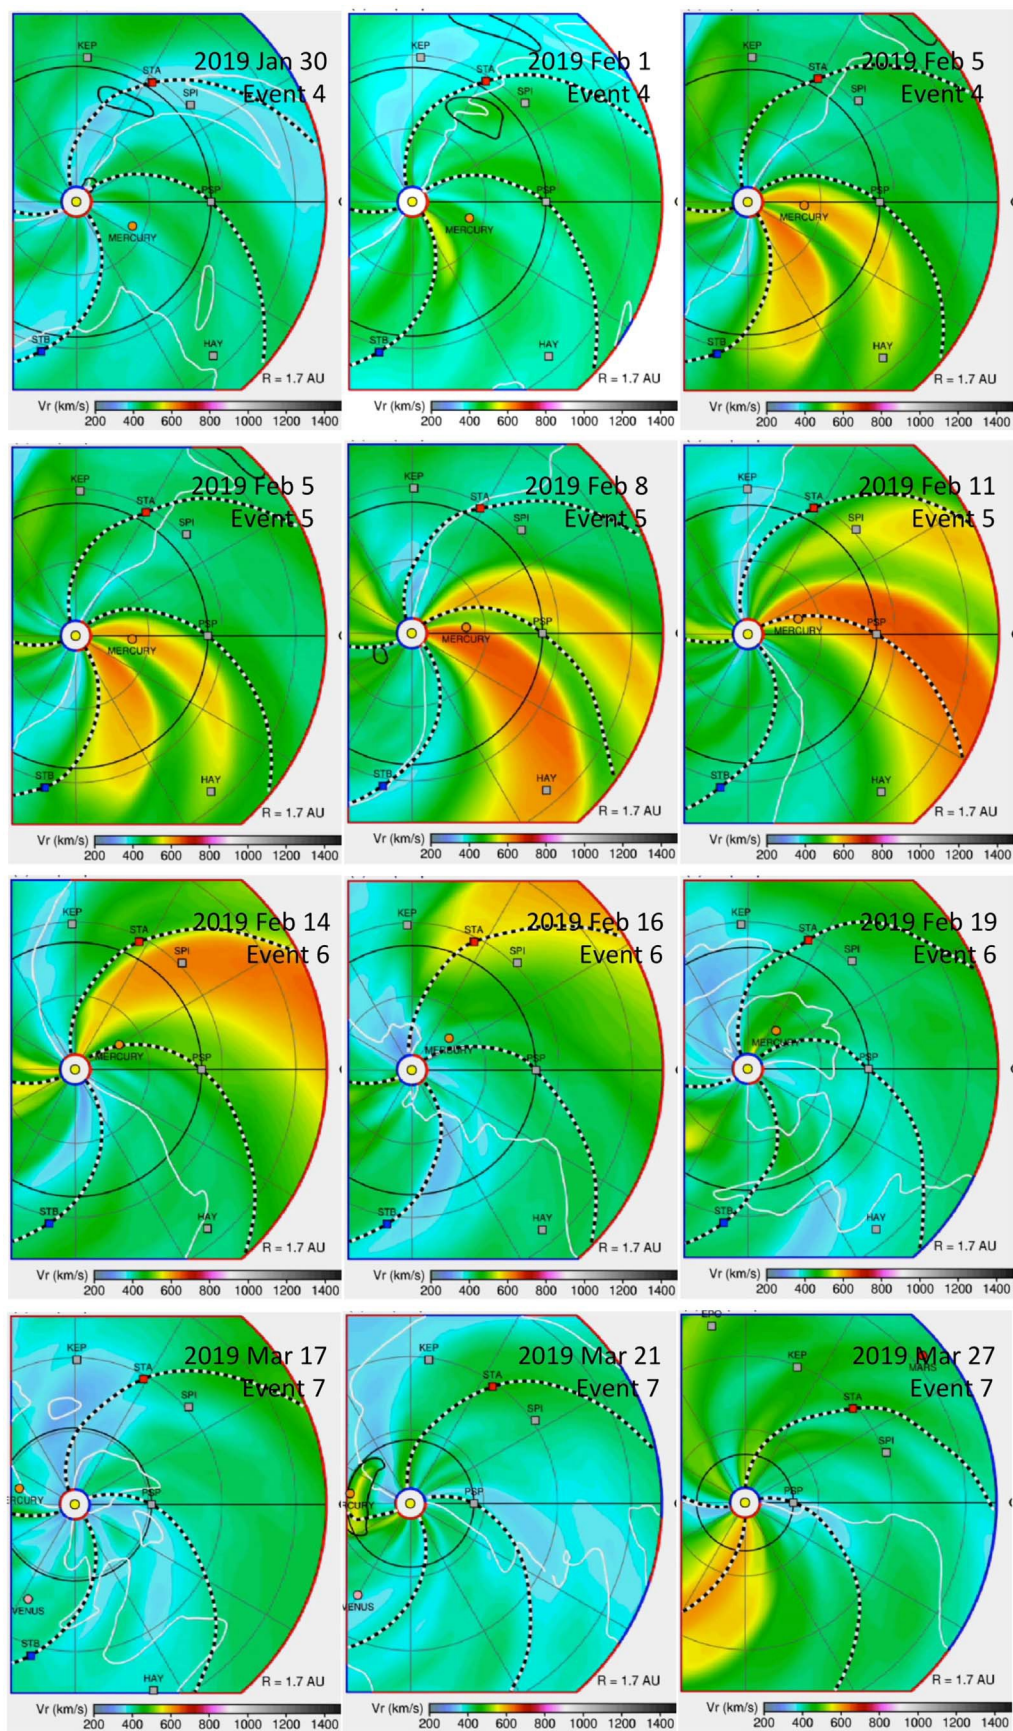 2019 Jan 30
Event 4
KEP
STA
SPI
PSP
MERCURY
STB
HAY
R = 1.7 AU
Vr (km/s)
200 400 600 800 1000 1200 1400
2019 Feb 1
Event 4
KEP
STA
SPI
PSP
MERCURY
STB
HAY
R = 1.7 AU
Vr (km/s)
200 400 600 800 1000 1200 1400
2019 Feb 5
Event 4
KEP
STA
SPI
PSP
MERCURY
STB
HAY
R = 1.7 AU
Vr (km/s)
200 400 600 800 1000 1200 1400
2019 Feb 5
Event 5
KEP
STA
SPI
PSP
MERCURY
STB
HAY
R = 1.7 AU
Vr (km/s)
200 400 600 800 1000 1200 1400
2019 Feb 8
Event 5
KEP
STA
SPI
PSP
MERCURY
STB
HAY
R = 1.7 AU
Vr (km/s)
200 400 600 800 1000 1200 1400
2019 Feb 11
Event 5
KEP
STA
SPI
PSP
MERCURY
STB
HAY
R = 1.7 AU
Vr (km/s)
200 400 600 800 1000 1200 1400
2019 Feb 14
Event 6
KEP
STA
SPI
MERCURY
PSP
STB
HAY
R = 1.7 AU
Vr (km/s)
200 400 600 800 1000 1200 1400
2019 Feb 16
Event 6
KEP
STA
SPI
MERCURY
PSP
STB
HAY
R = 1.7 AU
Vr (km/s)
200 400 600 800 1000 1200 1400
2019 Feb 19
Event 6
KEP
STA
SPI
MERCURY
PSP
STB
HAY
R = 1.7 AU
Vr (km/s)
200 400 600 800 1000 1200 1400
2019 Mar 17
Event 7
KEP
STA
SPI
ERCURY
PSP
VENUS
STB
HAY
R = 1.7 AU
Vr (km/s)
200 400 600 800 1000 1200 1400
2019 Mar 21
Event 7
KEP
STA
SPI
RCURY
PSP
VENUS
R = 1.7 AU
Vr (km/s)
200 400 600 800 1000 1200 1400
EPO
2019 Mar 27
MARS
Event 7
KEP
STA
SPI
PSP
R = 1.7 AU
Vr (km/s)
200 400 600 800 1000 1200 1400